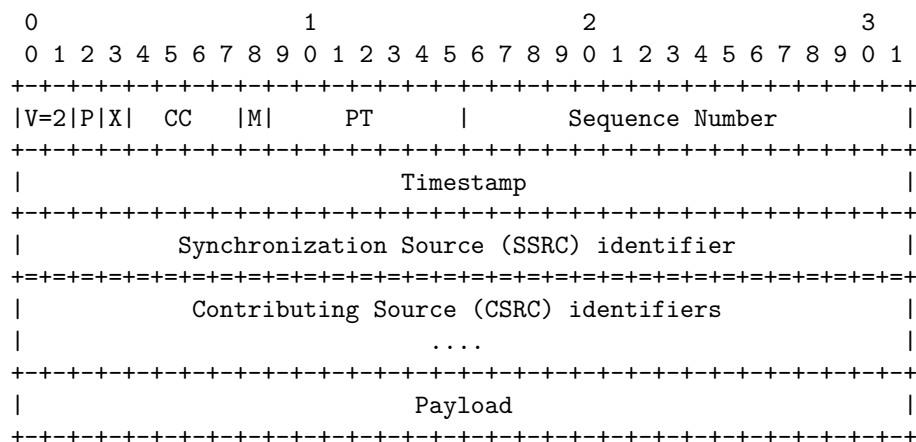 0                   1                   2                   3
0 1 2 3 4 5 6 7 8 9 0 1 2 3 4 5 6 7 8 9 0 1 2 3 4 5 6 7 8 9 0 1
+-+-+-+-+-+-+-+-+-+-+-+-+-+-+-+-+-+-+-+-+-+-+-+-+-+-+-+-+-+-+-+-+
|V=2|P|X|  CC   |M|     PT      |       Sequence Number         |
+-+-+-+-+-+-+-+-+-+-+-+-+-+-+-+-+-+-+-+-+-+-+-+-+-+-+-+-+-+-+-+-+
|                           Timestamp                           |
+-+-+-+-+-+-+-+-+-+-+-+-+-+-+-+-+-+-+-+-+-+-+-+-+-+-+-+-+-+-+-+-+
|           Synchronization Source (SSRC) identifier            |
+=+=+=+=+=+=+=+=+=+=+=+=+=+=+=+=+=+=+=+=+=+=+=+=+=+=+=+=+=+=+=+=+
|            Contributing Source (CSRC) identifiers             |
|                             ....                              |
+-+-+-+-+-+-+-+-+-+-+-+-+-+-+-+-+-+-+-+-+-+-+-+-+-+-+-+-+-+-+-+-+
|                            Payload                            |
+-+-+-+-+-+-+-+-+-+-+-+-+-+-+-+-+-+-+-+-+-+-+-+-+-+-+-+-+-+-+-+-+